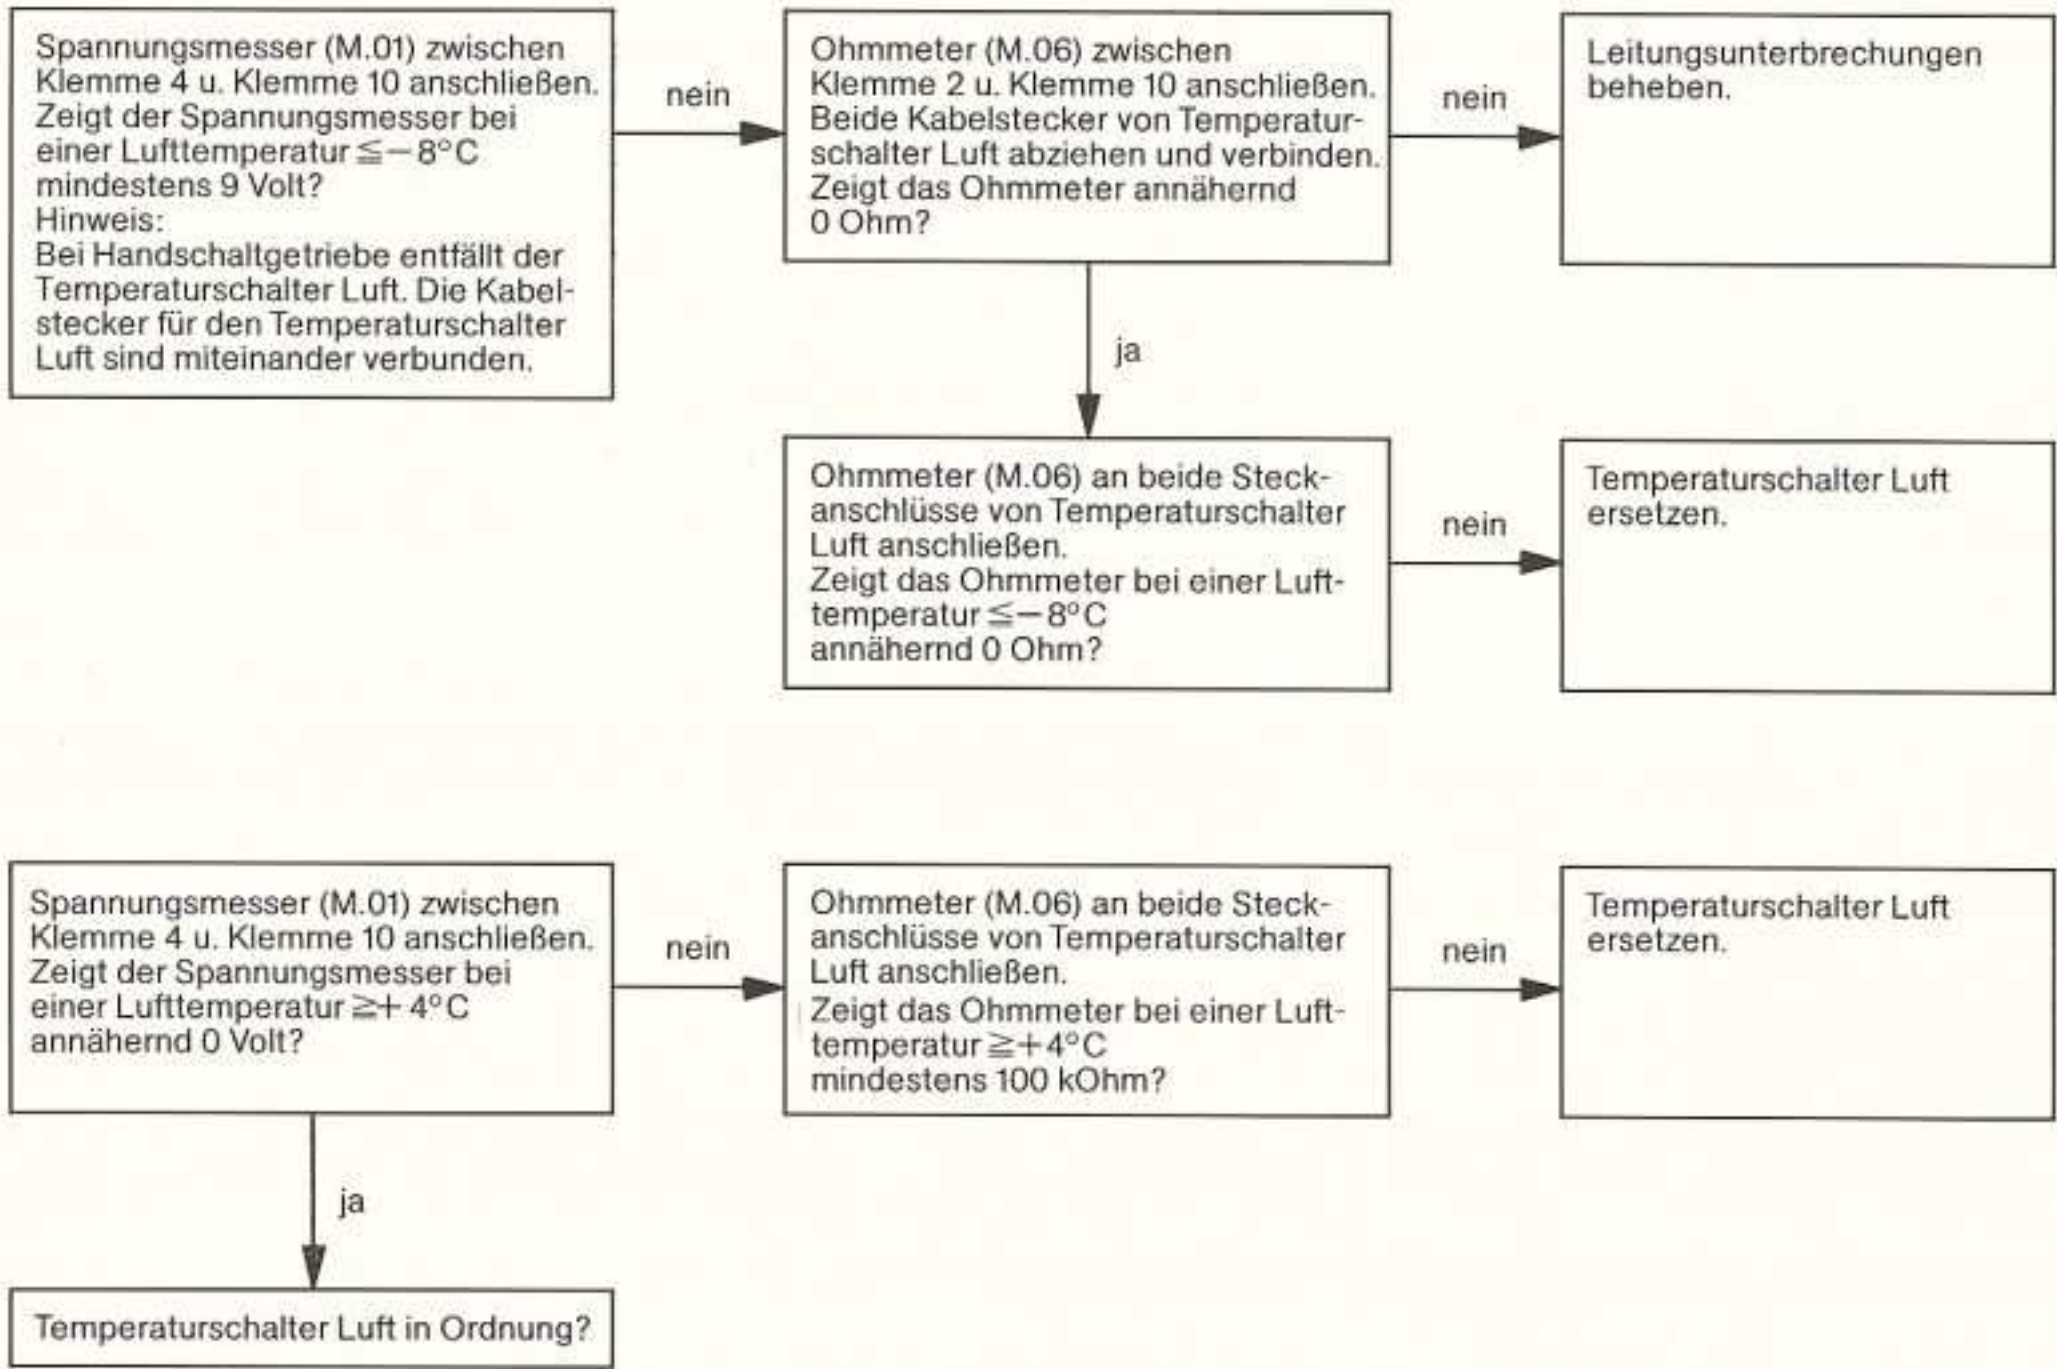 Spannungsmesser (M.01) zwischen
Klemme 4 u. Klemme 10 anschließen.
Zeigt der Spannungsmesser bei
einer Lufttemperatur ≦−8°C
mindestens 9 Volt?
Hinweis:
Bei Handschaltgetriebe entfällt der
Temperaturschalter Luft. Die Kabel-
stecker für den Temperaturschalter
Luft sind miteinander verbunden.
nein
Ohmmeter (M.06) zwischen
Klemme 2 u. Klemme 10 anschließen.
Beide Kabelstecker von Temperatur-
schalter Luft abziehen und verbinden.
Zeigt das Ohmmeter annähernd
0 Ohm?
nein
Leitungsunterbrechungen
beheben.
ja
Ohmmeter (M.06) an beide Steck-
anschlüsse von Temperaturschalter
Luft anschließen.
Zeigt das Ohmmeter bei einer Luft-
temperatur ≦−8°C
annähernd 0 Ohm?
nein
Temperaturschalter Luft
ersetzen.
Spannungsmesser (M.01) zwischen
Klemme 4 u. Klemme 10 anschließen.
Zeigt der Spannungsmesser bei
einer Lufttemperatur ≧+4°C
annähernd 0 Volt?
nein
Ohmmeter (M.06) an beide Steck-
anschlüsse von Temperaturschalter
Luft anschließen.
Zeigt das Ohmmeter bei einer Luft-
temperatur ≧+4°C
mindestens 100 kOhm?
nein
Temperaturschalter Luft
ersetzen.
ja
Temperaturschalter Luft in Ordnung?